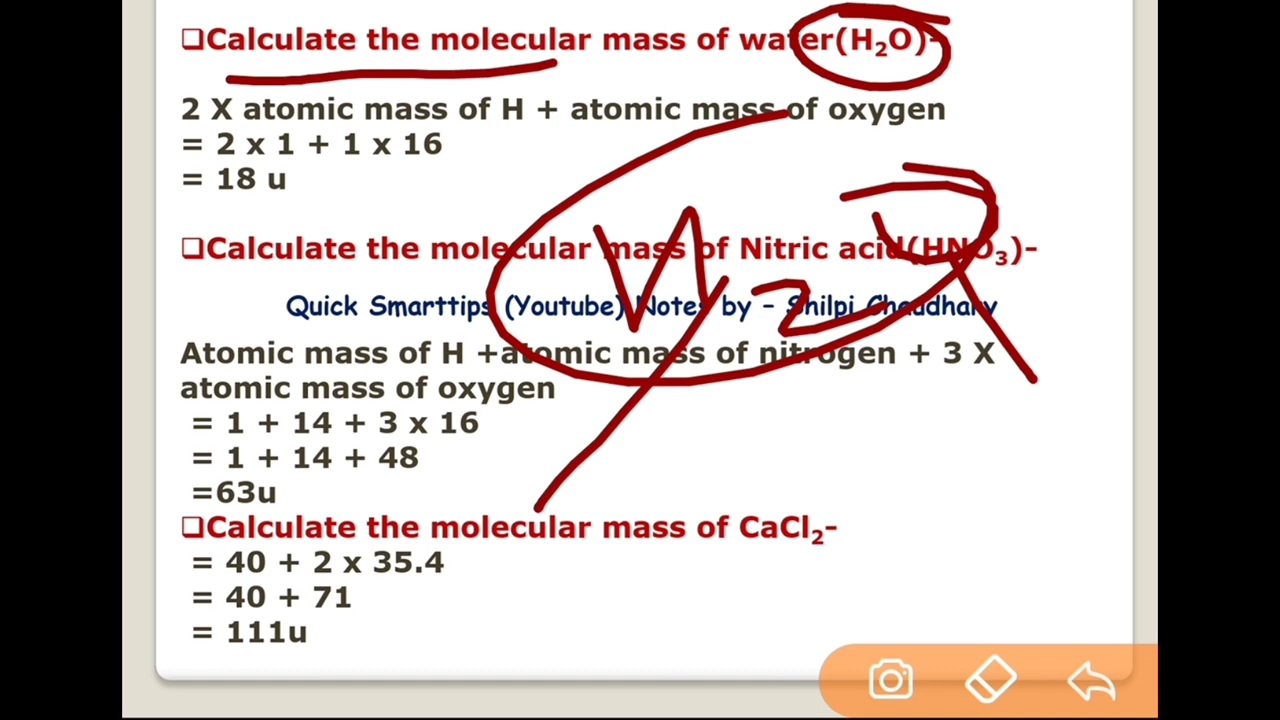 ❑Calculate the molecular mass of water(H₂O)-
2 X atomic mass of H + atomic mass of oxygen
= 2 x 1 + 1 x 16
= 18 u
❑Calculate the molecular mass of Nitric acid(HNO₃)-
Quick Smarttips (Youtube) Notes by - Shilpi Chaudhary
Atomic mass of H +atomic mass of nitrogen + 3 X
atomic mass of oxygen
= 1 + 14 + 3 x 16
= 1 + 14 + 48
=63u
❑Calculate the molecular mass of CaCl₂-
= 40 + 2 x 35.4
= 40 + 71
= 111u